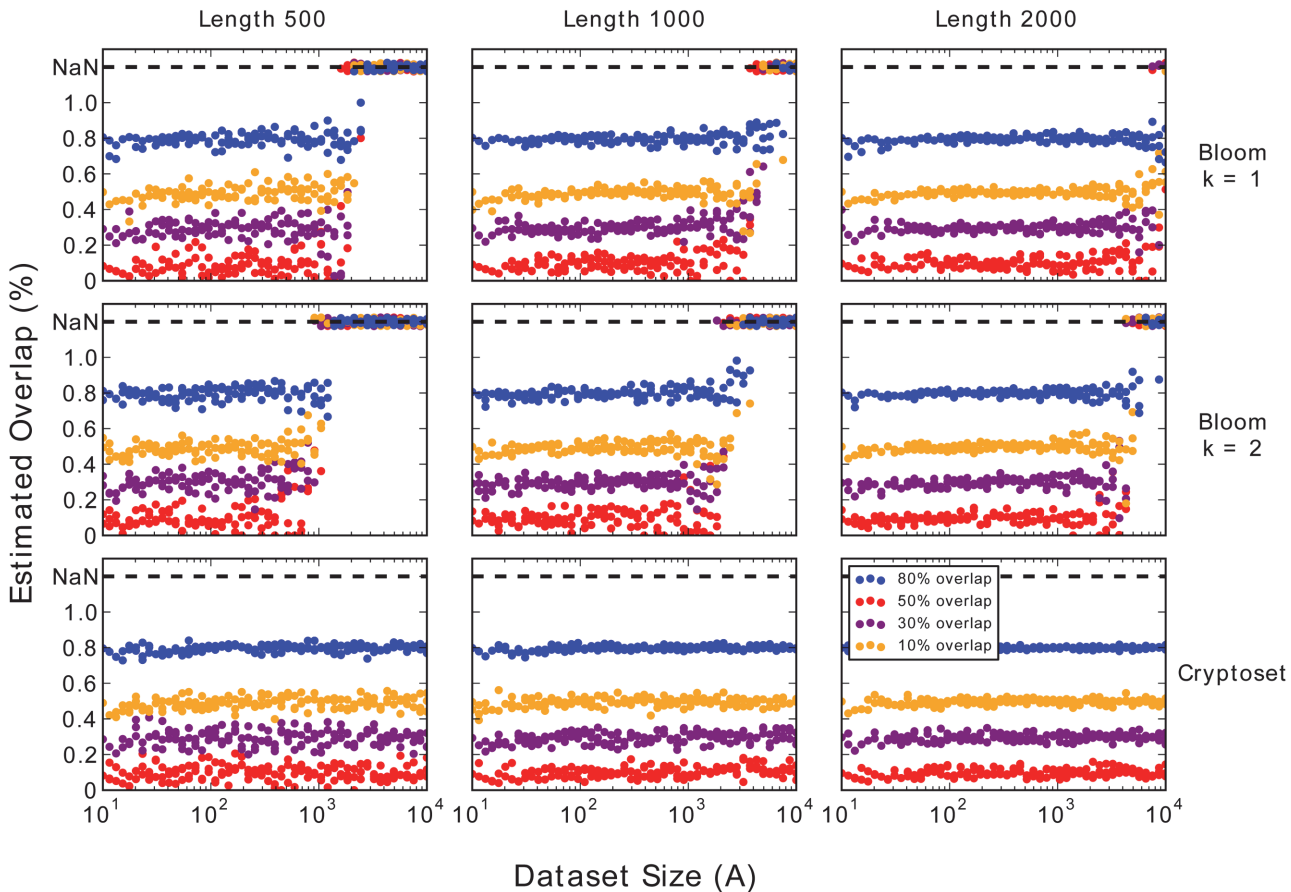 Length 500
Length 1000
Length 2000
NaN
1.0
0.8
0.6
0.4
0.2
0
Bloom
k = 1
NaN
1.0
0.8
0.6
0.4
0.2
0
Bloom
k = 2
Estimated Overlap (%)
NaN
1.0
0.8
0.6
0.4
0.2
0
80% overlap
50% overlap
30% overlap
10% overlap
Cryptoset
10^1 10^2 10^3 10^4
10^1 10^2 10^3 10^4
10^1 10^2 10^3 10^4
Dataset Size (A)